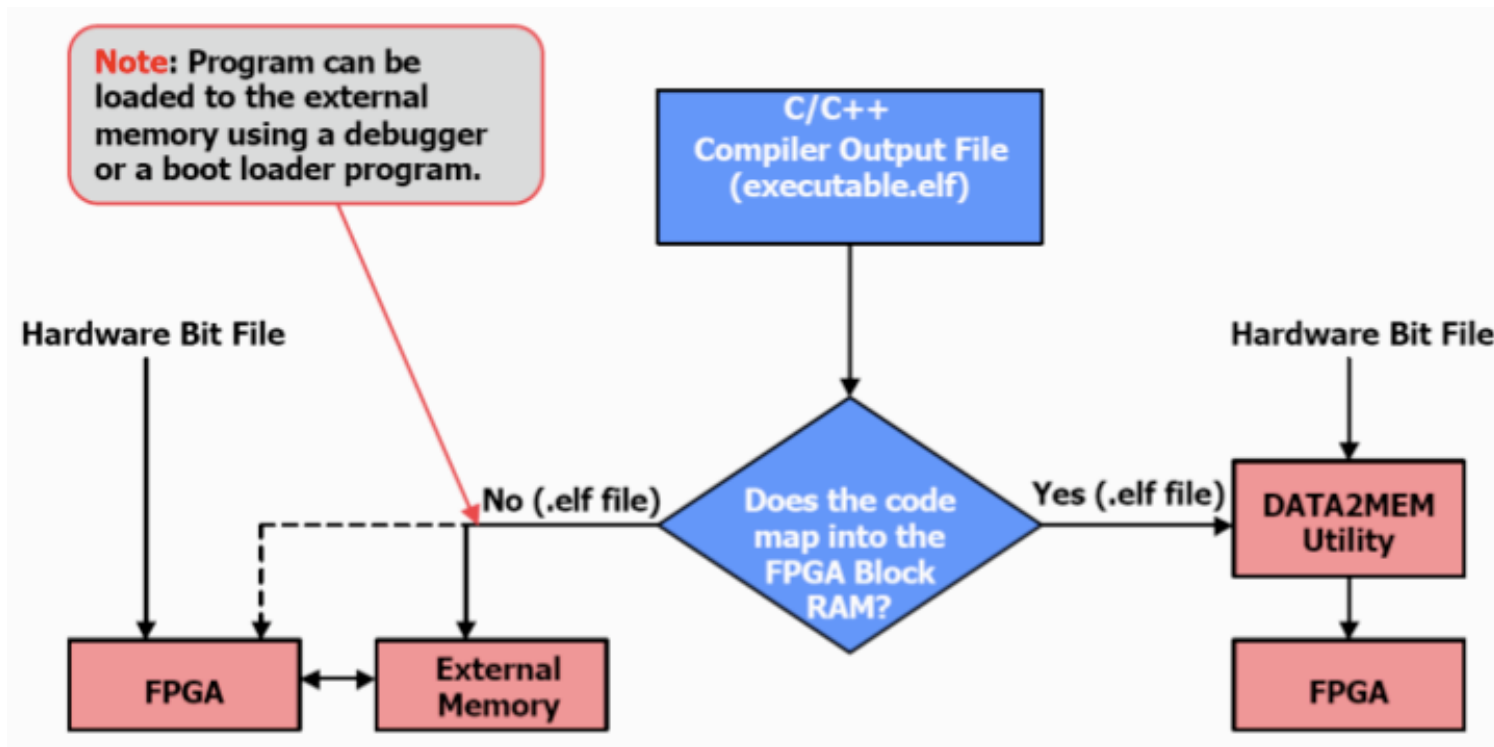 Note: Program can be
loaded to the external
memory using a debugger
or a boot loader program.
C/C++
Compiler Output File
(executable.elf)
Hardware Bit File
Hardware Bit File
No (.elf file)
Does the code
map into the
FPGA Block
RAM?
Yes (.elf file)
DATA2MEM
Utility
FPGA
External
Memory
FPGA